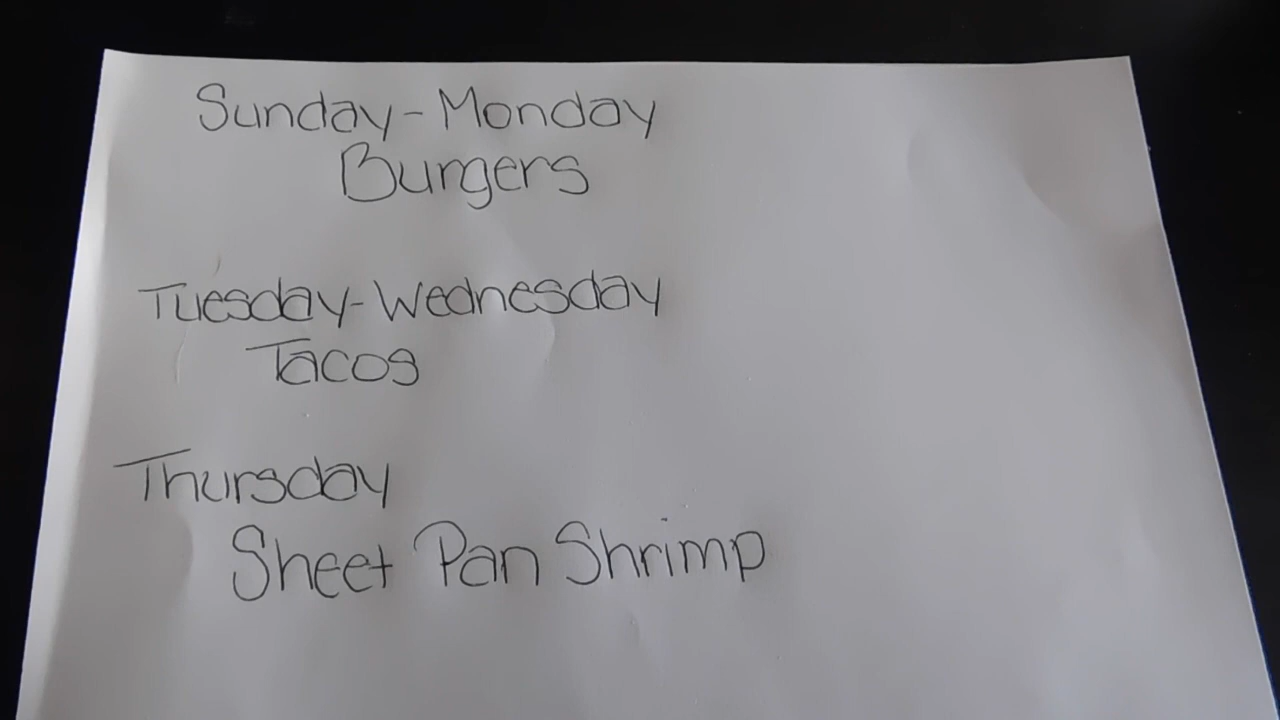 Sunday-Monday
Burgers
Tuesday-Wednesday
Tacos
Thursday
Sheet Pan Shrimp